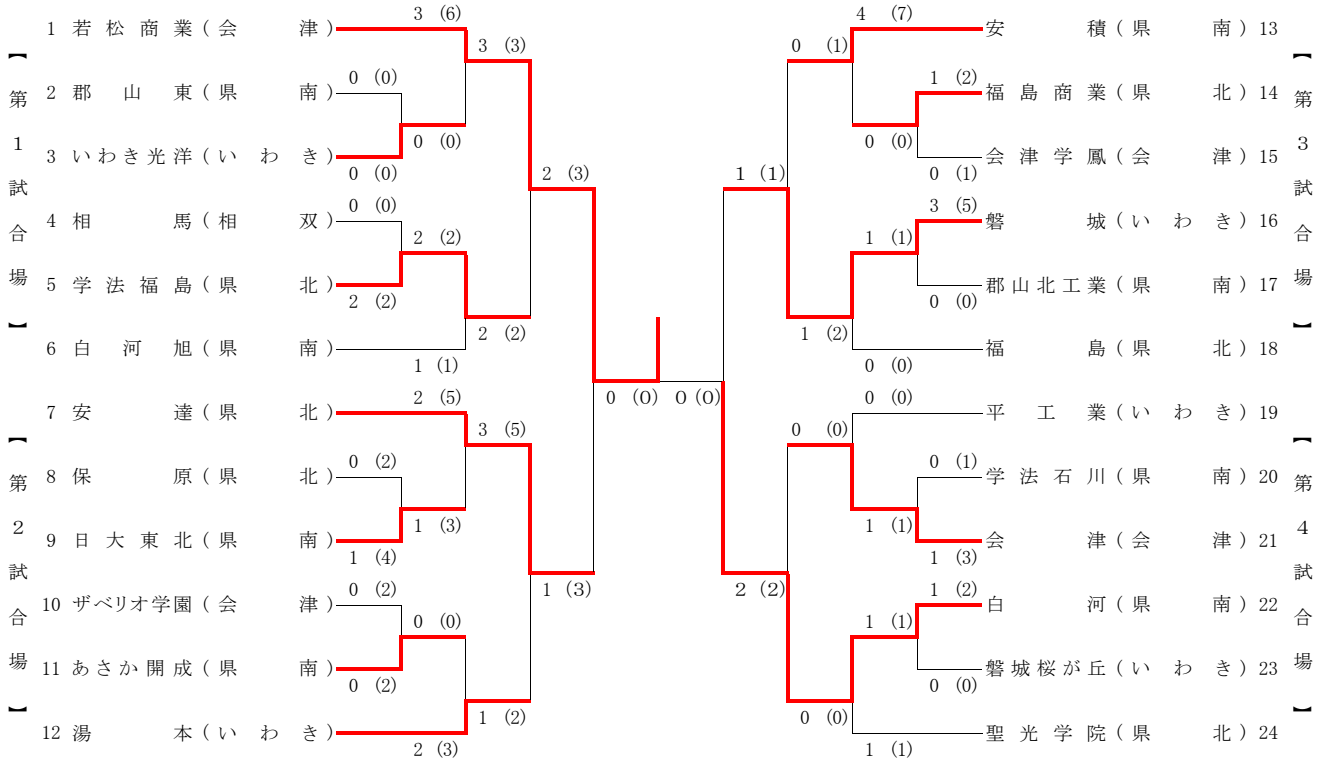 3 (6)
1 若松商業(会津)
3 (3)
【第1試合場】
0 (0)
2 郡山東(県南)
0 (0)
3 いわき光洋(いわき)
0 (0)
2 (3)
0 (0)
4 相馬(相双)
2 (2)
5 学法福島(県北)
2 (2)
2 (2)
6 白河旭(県南)
1 (1)
0 (0)
2 (5)
7 安達(県北)
3 (5)
【第2試合場】
0 (2)
8 保原(県北)
1 (3)
9 日大東北(県南)
1 (4)
1 (3)
0 (2)
10 ザベリオ学園(会津)
0 (0)
11 あさか開成(県南)
0 (2)
1 (2)
12 湯本(いわき)
2 (3)
4 (7)
安積(県南) 13
0 (1)
【第3試合場】
1 (2)
福島商業(県北) 14
0 (0)
会津学鳳(会津) 15
0 (1)
1 (1)
3 (5)
磐城(いわき) 16
1 (1)
郡山北工業(県南) 17
0 (0)
1 (2)
福島(県北) 18
0 (0)
0 (0)
0 (0)
平工業(いわき) 19
0 (0)
【第4試合場】
0 (1)
学法石川(県南) 20
1 (1)
会津(会津) 21
1 (3)
2 (2)
1 (2)
白河(県南) 22
1 (1)
磐城桜が丘(いわき) 23
0 (0)
0 (0)
聖光学院(県北) 24
1 (1)